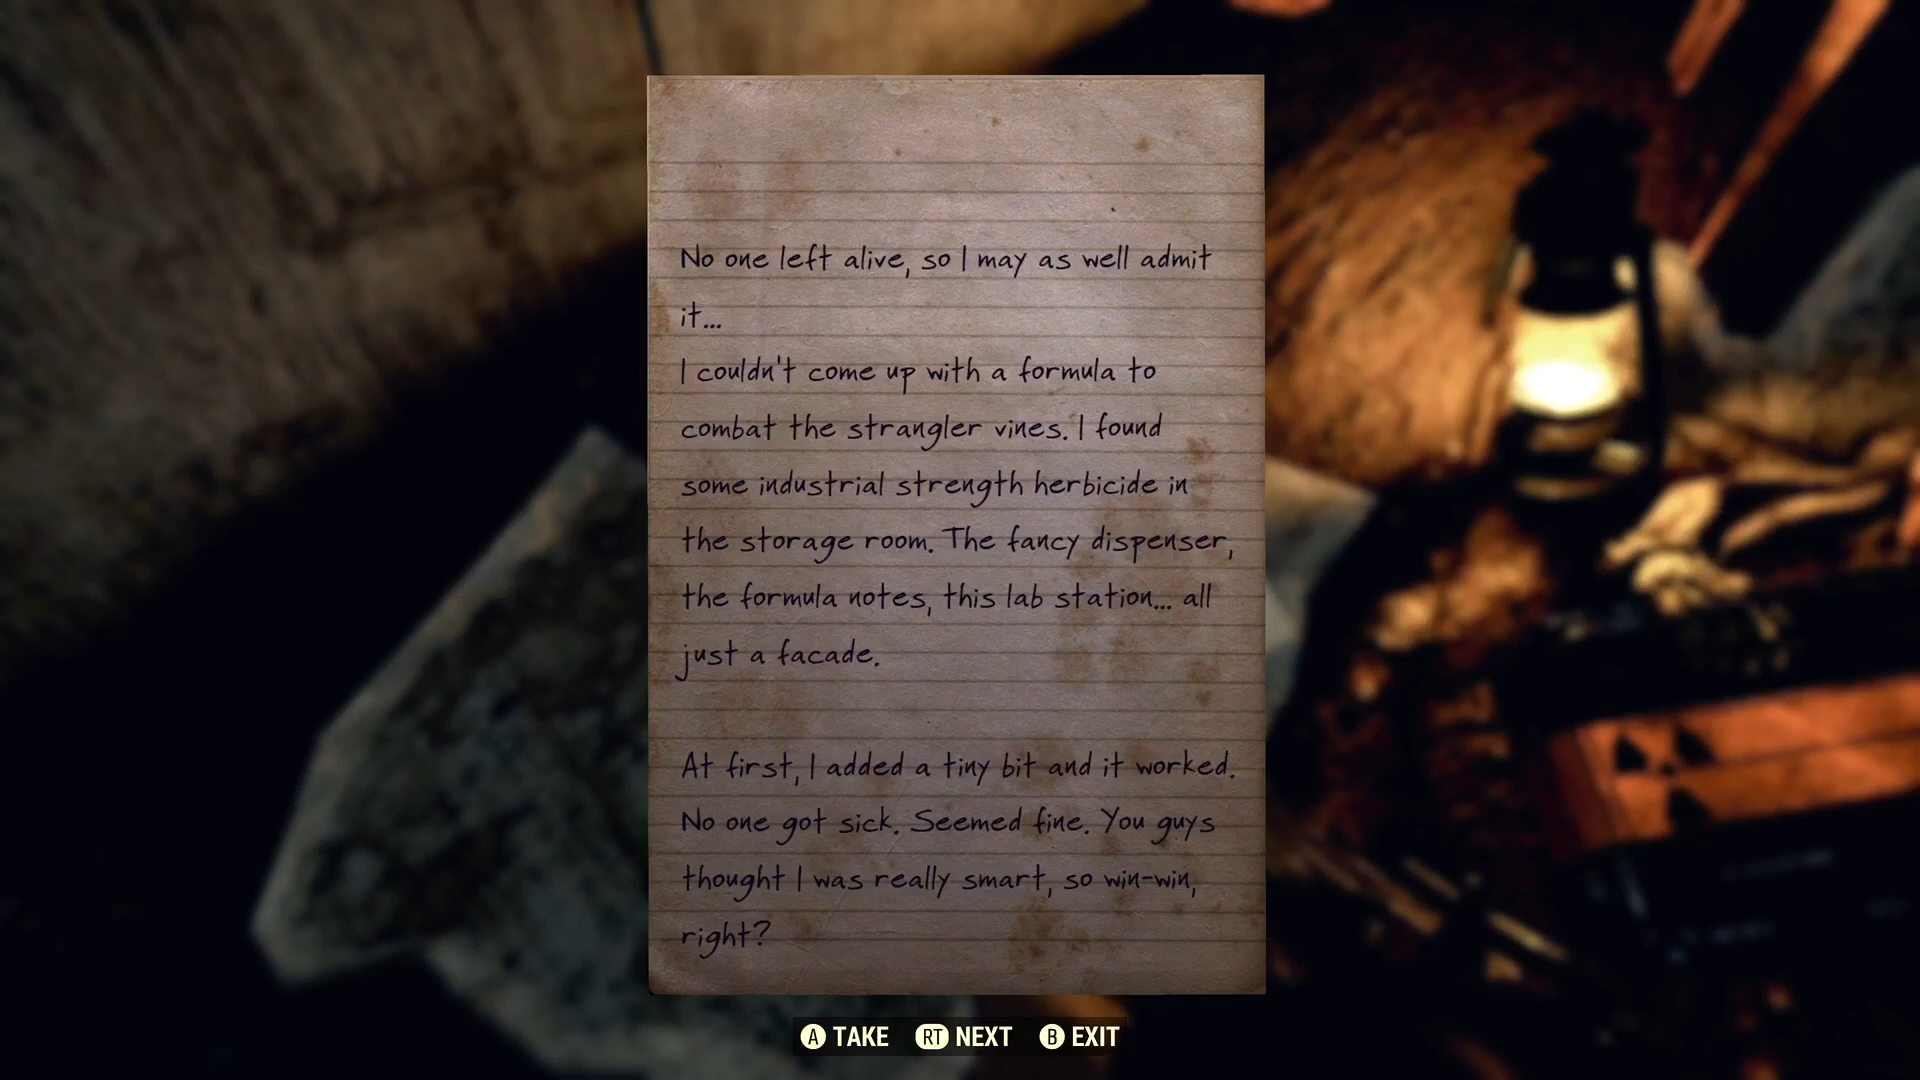 No one left alive, so I may as well admit
it...
I couldn't come up with a formula to
combat the strangler vines. I found
some industrial strength herbicide in
the storage room. The fancy dispenser,
the formula notes, this lab station... all
just a facade.
At first, I added a tiny bit and it worked.
No one got sick. Seemed fine. You guys
thought I was really smart, so win-win,
right?
A TAKE RT NEXT B EXIT